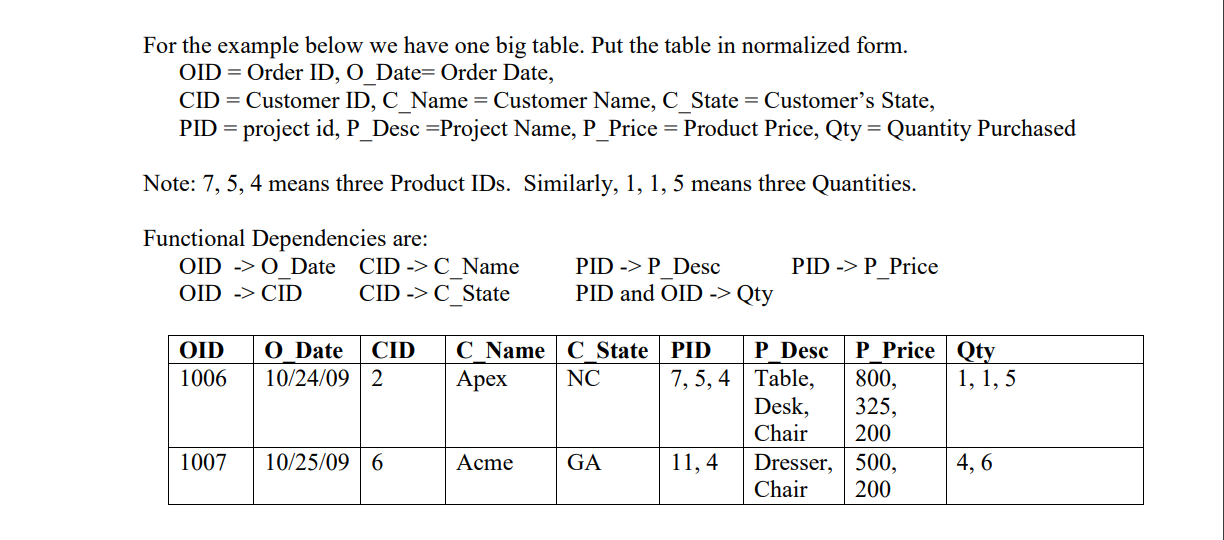 For the example below we have one big table. Put the table in normalized form.
OID = Order ID, O_Date= Order Date,
CID = Customer ID, C_Name = Customer Name, C_State = Customer’s State,
PID = project id, P_Desc =Project Name, P_Price = Product Price, Qty = Quantity Purchased
Note: 7, 5, 4 means three Product IDs. Similarly, 1, 1, 5 means three Quantities.
Functional Dependencies are:
OID -> O_Date CID -> C_Name PID -> P_Desc PID -> P_Price
OID -> CID CID -> C_State PID and OID -> Qty
OID O_Date CID C_Name C_State PID P_Desc P_Price Qty
1006 10/24/09 2 Apex NC 7, 5, 4 Table, 800, 1, 1, 5
Desk, 325,
Chair 200
1007 10/25/09 6 Acme GA 11, 4 Dresser, 500, 4, 6
Chair 200